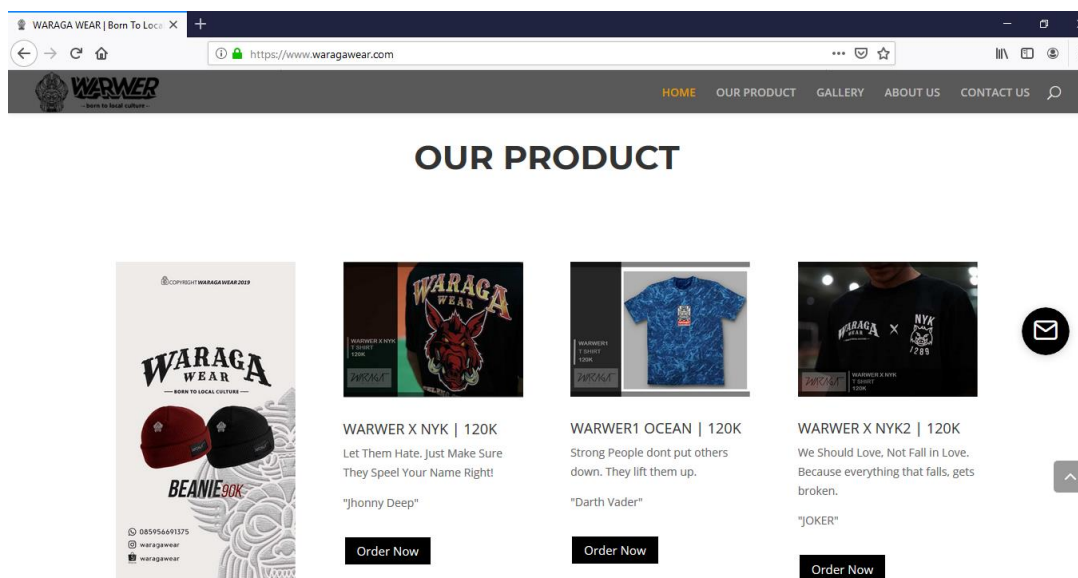 WARAGA WEAR | Born To Loca
https://www.waragawear.com
WARWER
- born to local culture -
HOME OUR PRODUCT GALLERY ABOUT US CONTACT US
OUR PRODUCT
©COPYRIGHT WARAGA WEAR 2019
WARAGA
WEAR
BORN TO LOCAL CULTURE
BEANIE 90K
085956691375
waragawear
waragawear
WARAGA
WEAR
WARWER X NYK
T SHIRT
120K
WARAGA
WARWER X NYK | 120K
Let Them Hate. Just Make Sure
They Speel Your Name Right!
"Jhonny Deep"
Order Now
WARWER1
T SHIRT
120K
WARAGA
WARWER1 OCEAN | 120K
Strong People dont put others
down. They lift them up.
"Darth Vader"
Order Now
WARAGA
WEAR
X
NYK
1289
WARAGA
WARWER X NYK
T SHIRT
120K
WARWER X NYK2 | 120K
We Should Love, Not Fall in Love.
Because everything that falls, gets
broken.
"JOKER"
Order Now